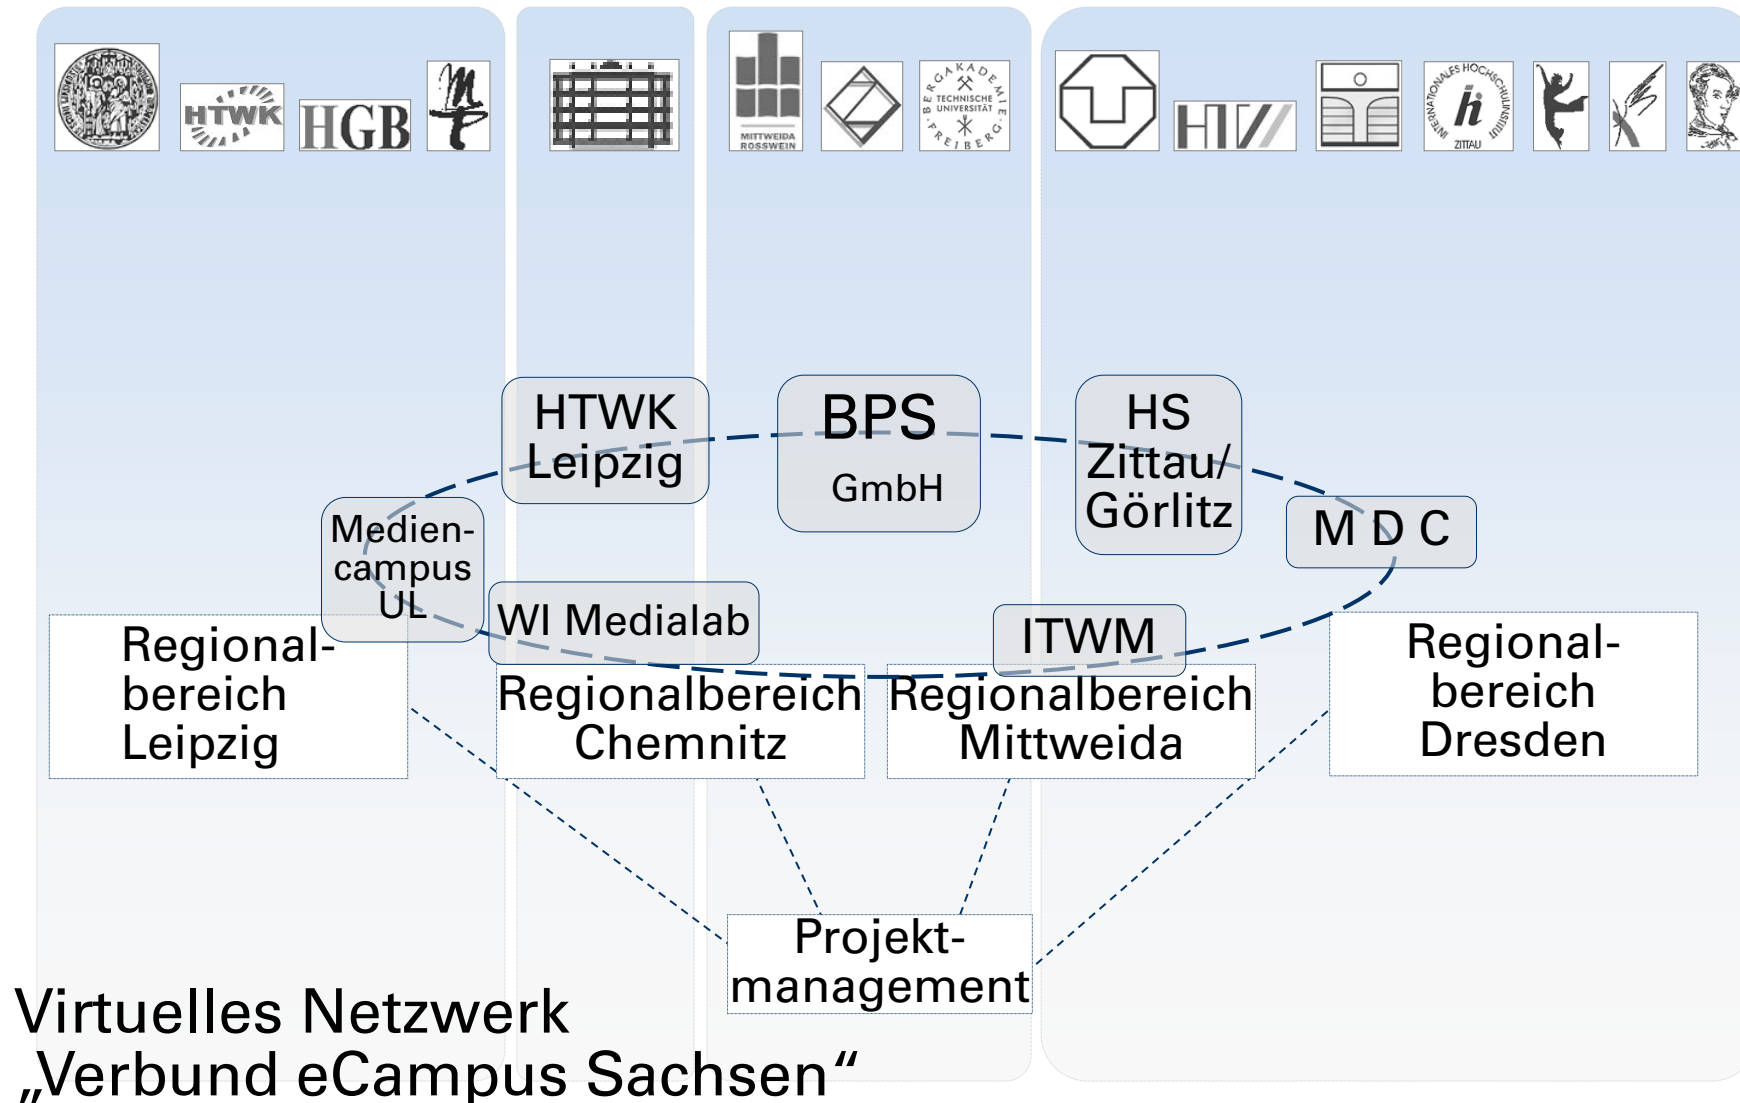 HTWK
HGB
MITTWEIDA
ROSSWEIN
BERGAKADEMIE
TECHNISCHE
UNIVERSITÄT
FREIBERG
HTW
INTERNATIONALES HOCHSCHULINSTITUT
ihi
ZITTAU
HTWK
Leipzig
BPS
GmbH
HS
Zittau/
Görlitz
M D C
Medien-
campus
UL
WI Medialab
ITWM
Regional-
bereich
Leipzig
Regionalbereich
Chemnitz
Regionalbereich
Mittweida
Regional-
bereich
Dresden
Projekt-
management
Virtuelles Netzwerk
„Verbund eCampus Sachsen“